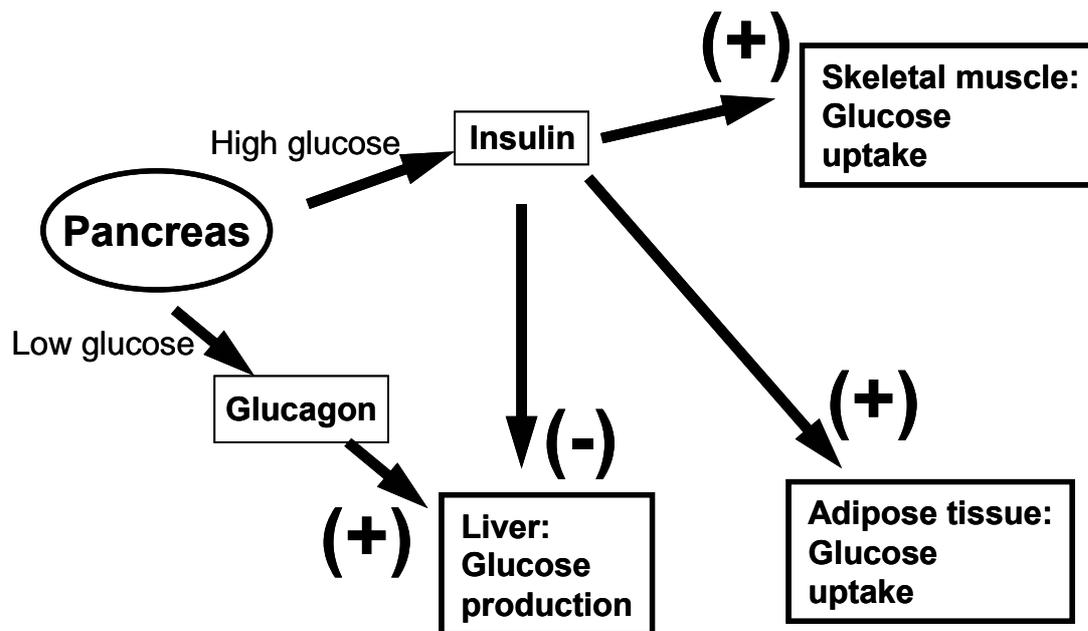 (+)
Skeletal muscle:
Glucose
uptake
High glucose
Insulin
Pancreas
Low glucose
Glucagon
(+)
(-)
(+)
Liver:
Glucose
production
Adipose tissue:
Glucose
uptake